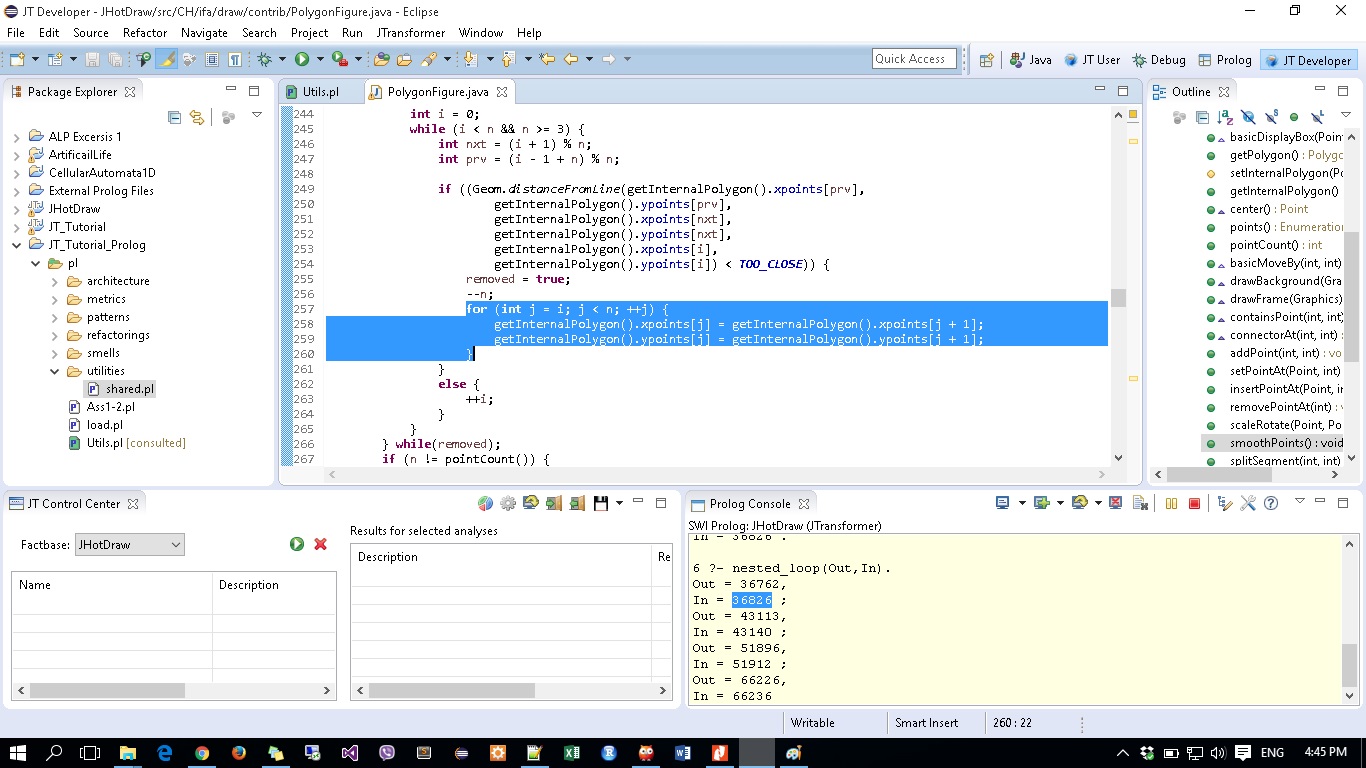 JT Developer - JHotDraw/src/CH/ifa/draw/contrib/PolygonFigure.java - Eclipse
File Edit Source Refactor Navigate Search Project Run JTransformer Window Help
Quick Access
Java JT User Debug Prolog JT Developer
Package Explorer
ALP Excersis 1
ArtificailLife
CellularAutomata1D
External Prolog Files
JHotDraw
JT_Tutorial
JT_Tutorial_Prolog
pl
architecture
metrics
patterns
refactorings
smells
utilities
shared.pl
Ass1-2.pl
load.pl
Utils.pl [consulted]
Utils.pl PolygonFigure.java
244 int i = 0;
245 while (i < n && n >= 3) {
246 int nxt = (i + 1) % n;
247 int prv = (i - 1 + n) % n;
248
249 if ((Geom.distanceFromLine(getInternalPolygon().xpoints[prv],
250 getInternalPolygon().ypoints[prv],
251 getInternalPolygon().xpoints[nxt],
252 getInternalPolygon().ypoints[nxt],
253 getInternalPolygon().xpoints[i],
254 getInternalPolygon().ypoints[i]) < TOO_CLOSE)) {
255 removed = true;
256 --n;
257 for (int j = i; j < n; ++j) {
258 getInternalPolygon().xpoints[j] = getInternalPolygon().xpoints[j + 1];
259 getInternalPolygon().ypoints[j] = getInternalPolygon().ypoints[j + 1];
260 }
261 }
262 else {
263 ++i;
264 }
265 }
266 } while(removed);
267 if (n != pointCount()) {
Outline
basicDisplayBox(Poin
getPolygon() : Polygo
setInternalPolygon(Po
getInternalPolygon()
center() : Point
points() : Enumeratio
pointCount() : int
basicMoveBy(int, int)
drawBackground(Gra
drawFrame(Graphics)
containsPoint(int, int)
connectorAt(int, int)
addPoint(int, int) : vo
setPointAt(Point, int)
insertPointAt(Point, in
removePointAt(int) : v
scaleRotate(Point, Po
smoothPoints() : void
splitSegment(int, int)
JT Control Center
Factbase: JHotDraw
Name Description
Results for selected analyses
Description Re
Prolog Console
SWI Prolog: JHotDraw (JTransformer)
In = 36826 .
6 ?- nested_loop(Out,In).
Out = 36762,
In = 36826 ;
Out = 43113,
In = 43140 ;
Out = 51896,
In = 51912 ;
Out = 66226,
In = 66236
Writable Smart Insert 260 : 22
ENG 4:45 PM